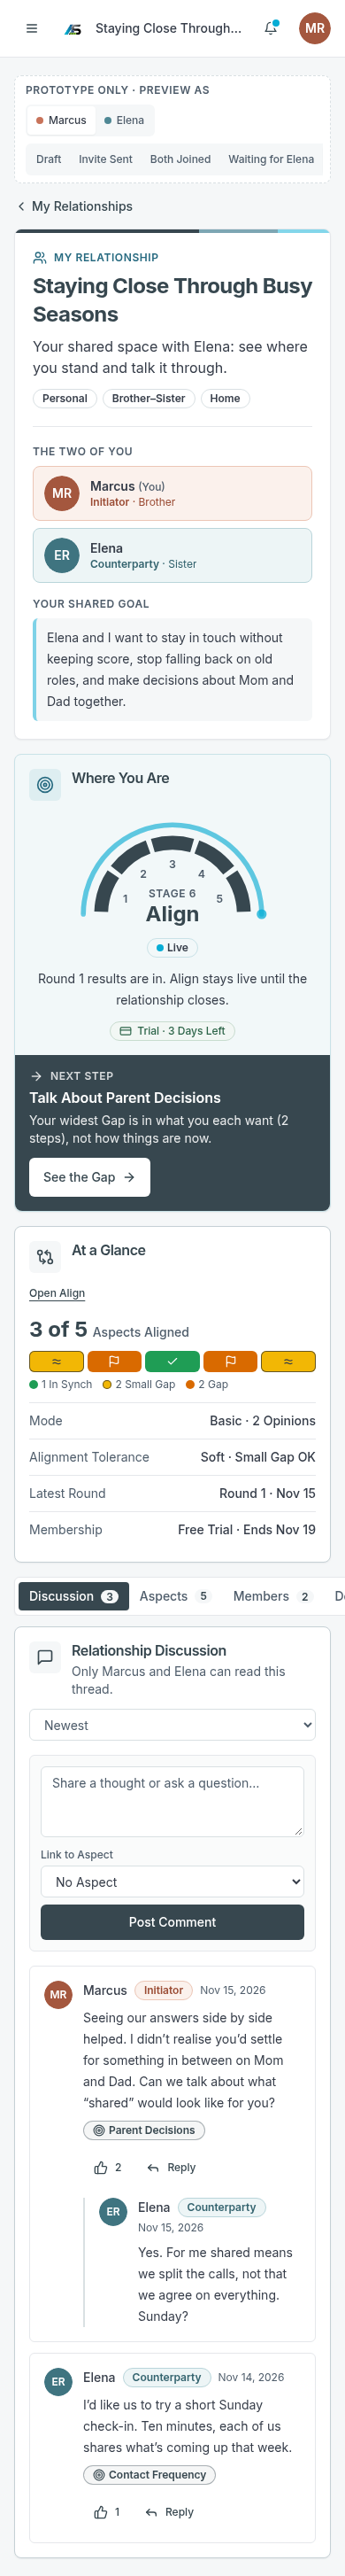 Staying Close Through...
MR
PROTOTYPE ONLY · PREVIEW AS
Marcus
Elena
Draft
Invite Sent
Both Joined
Waiting for Elena
My Relationships
MY RELATIONSHIP
Staying Close Through Busy
Seasons
Your shared space with Elena: see where
you stand and talk it through.
Personal
Brother–Sister
Home
THE TWO OF YOU
MR
Marcus (You)
Initiator · Brother
ER
Elena
Counterparty · Sister
YOUR SHARED GOAL
Elena and I want to stay in touch without
keeping score, stop falling back on old
roles, and make decisions about Mom and
Dad together.
Where You Are
1
2
3
4
5
STAGE 6
Align
Live
Round 1 results are in. Align stays live until the
relationship closes.
Trial · 3 Days Left
NEXT STEP
Talk About Parent Decisions
Your widest Gap is in what you each want (2
steps), not how things are now.
See the Gap
At a Glance
Open Align
3 of 5 Aspects Aligned
1 In Synch
2 Small Gap
2 Gap
Mode
Basic · 2 Opinions
Alignment Tolerance
Soft · Small Gap OK
Latest Round
Round 1 · Nov 15
Membership
Free Trial · Ends Nov 19
Discussion 3
Aspects 5
Members 2
Relationship Discussion
Only Marcus and Elena can read this
thread.
Newest
Share a thought or ask a question...
Link to Aspect
No Aspect
Post Comment
MR
Marcus
Initiator
Nov 15, 2026
Seeing our answers side by side
helped. I didn’t realise you’d settle
for something in between on Mom
and Dad. Can we talk about what
“shared” would look like for you?
Parent Decisions
2
Reply
ER
Elena
Counterparty
Nov 15, 2026
Yes. For me shared means
we split the calls, not that
we agree on everything.
Sunday?
ER
Elena
Counterparty
Nov 14, 2026
I’d like us to try a short Sunday
check-in. Ten minutes, each of us
shares what’s coming up that week.
Contact Frequency
1
Reply